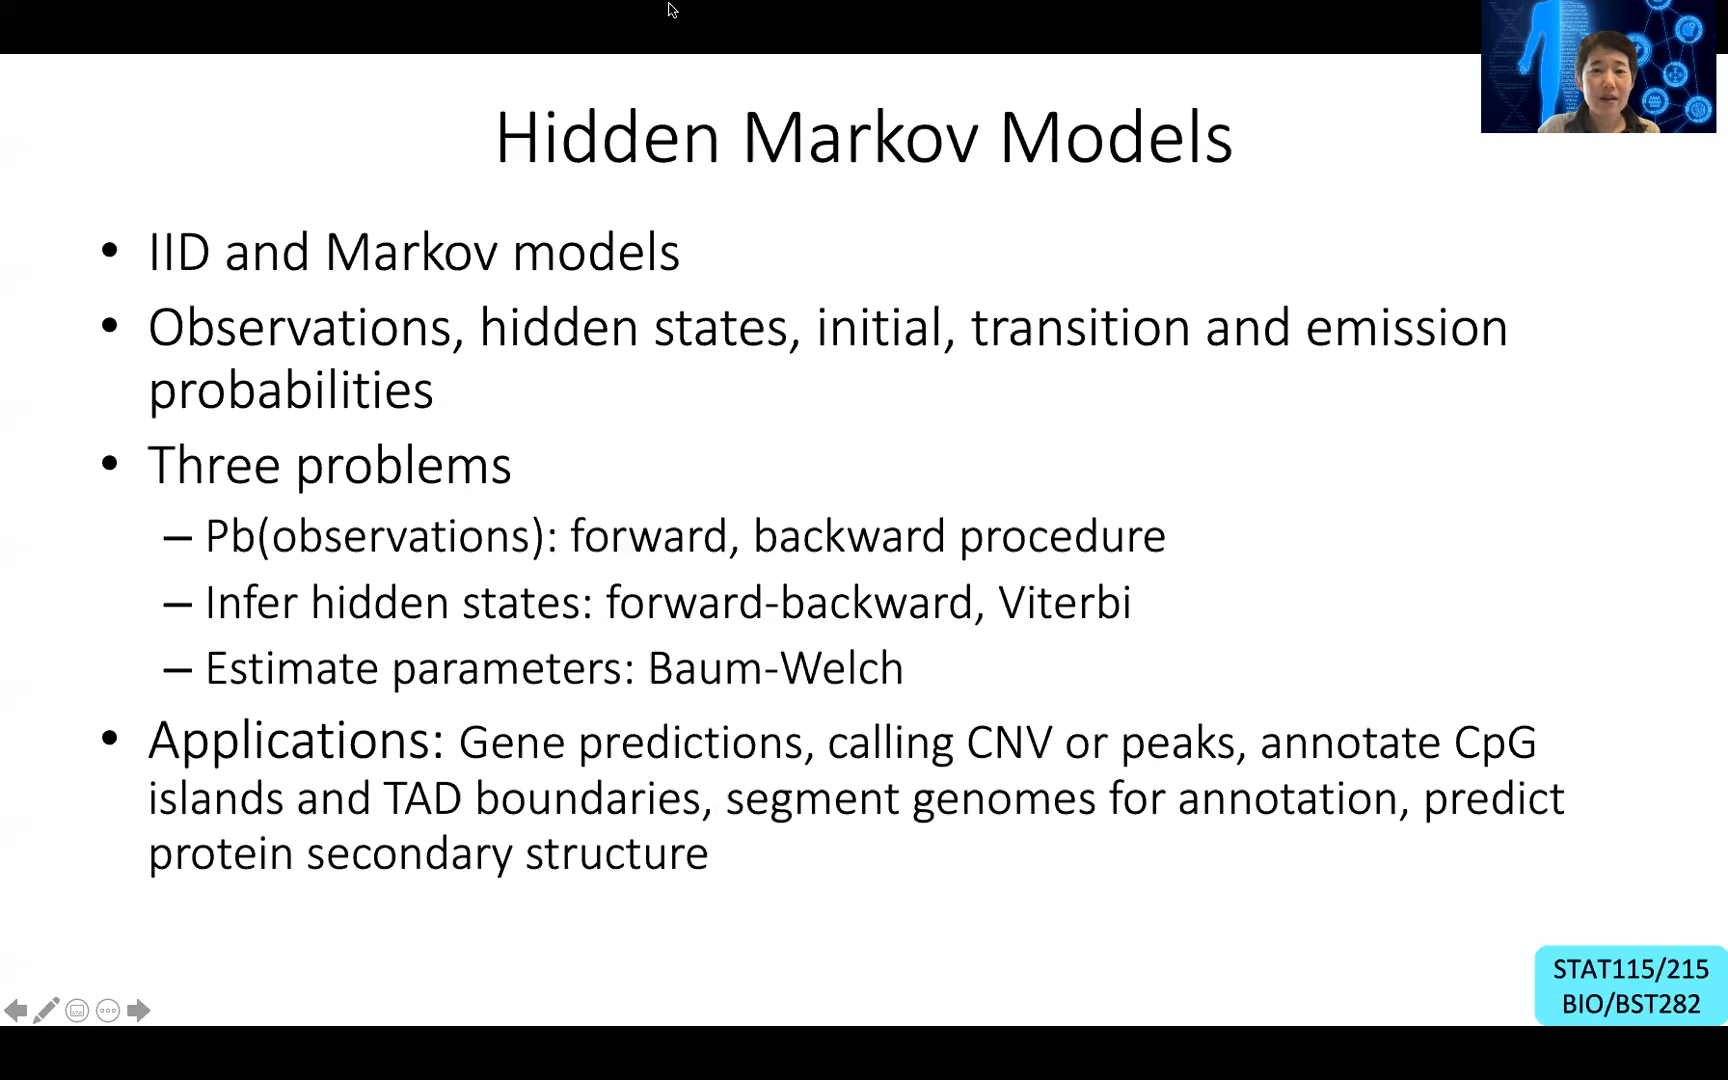 Hidden Markov Models
• IID and Markov models
• Observations, hidden states, initial, transition and emission
probabilities
• Three problems
– Pb(observations): forward, backward procedure
– Infer hidden states: forward-backward, Viterbi
– Estimate parameters: Baum-Welch
• Applications: Gene predictions, calling CNV or peaks, annotate CpG
islands and TAD boundaries, segment genomes for annotation, predict
protein secondary structure
STAT115/215
BIO/BST282